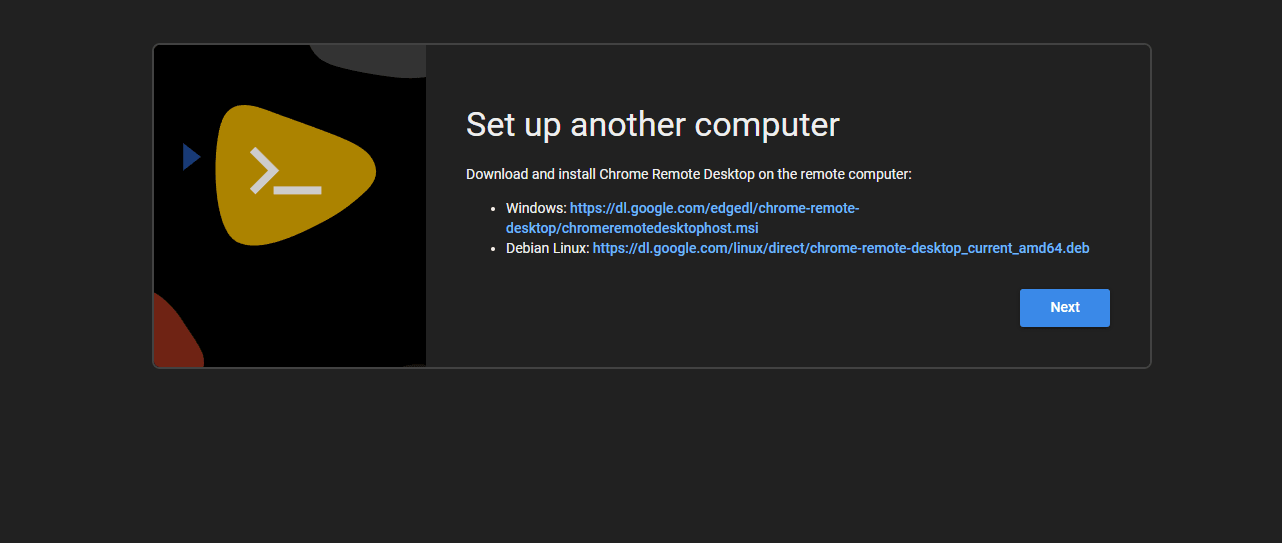 Set up another computer
Download and install Chrome Remote Desktop on the remote computer:
• Windows: https://dl.google.com/edgedl/chrome-remote-
desktop/chromeremotedesktophost.msi
• Debian Linux: https://dl.google.com/linux/direct/chrome-remote-desktop_current_amd64.deb
Next